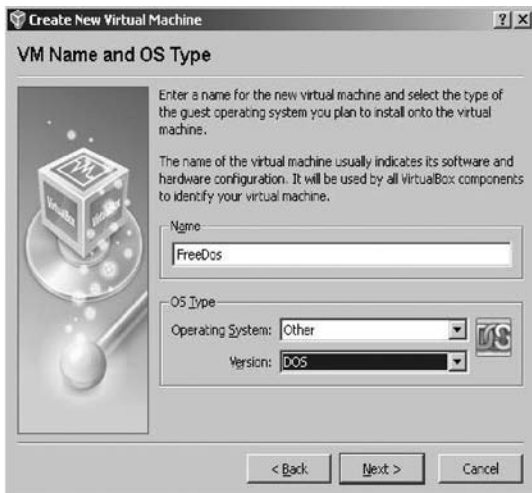 Create New Virtual Machine
VM Name and OS Type
Enter a name for the new virtual machine and select the type of
the guest operating system you plan to install onto the virtual
machine.
The name of the virtual machine usually indicates its software and
hardware configuration. It will be used by all VirtualBox components
to identify your virtual machine.
VirtualBox
Name
FreeDos
OS Type
Operating System: Other
Version: DOS
DOS
< Back Next > Cancel